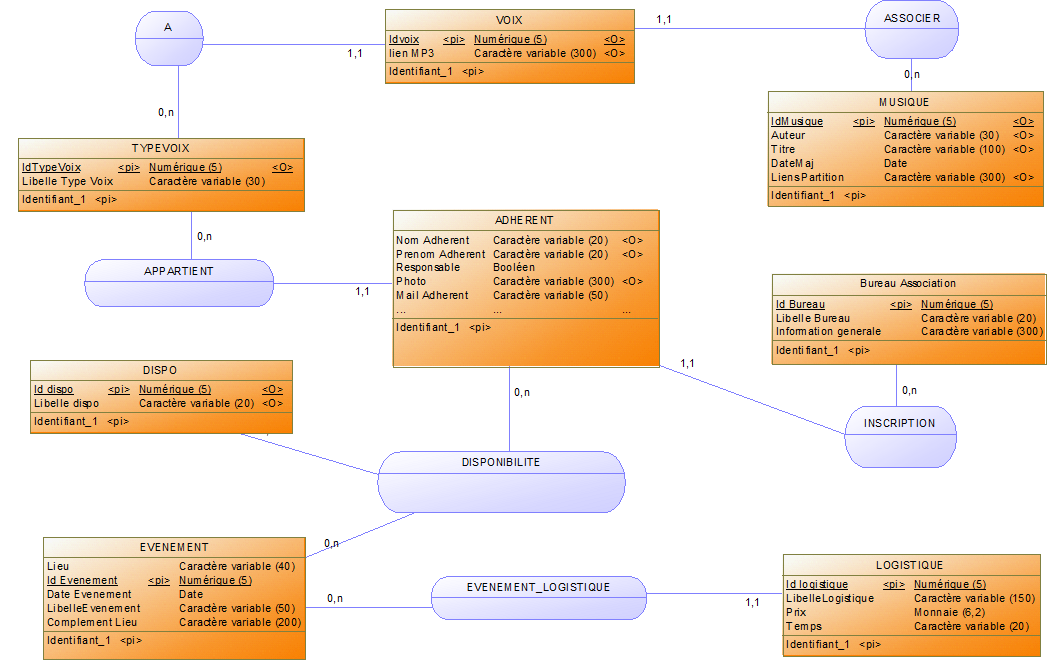 A
VOIX
Idvoix <pi> Numérique (5) <O>
lien MP3 Caractère variable (300) <O>
Identifiant_1 <pi>
1,1
1,1
ASSOCIER
0,n
0,n
MUSIQUE
IdMusique <pi> Numérique (5) <O>
Auteur Caractère variable (30) <O>
Titre Caractère variable (100) <O>
DateMaj Date
LiensPartition Caractère variable (300) <O>
Identifiant_1 <pi>
TYPEVOIX
IdTypeVoix <pi> Numérique (5) <O>
Libelle Type Voix Caractère variable (30)
Identifiant_1 <pi>
0,n
APPARTIENT
1,1
ADHERENT
Nom Adherent Caractère variable (20) <O>
Prenom Adherent Caractère variable (20) <O>
Responsable Booléen
Photo Caractère variable (300) <O>
Mail Adherent Caractère variable (50)
... ... ...
Identifiant_1 <pi>
Bureau Association
Id Bureau <pi> Numérique (5)
Libelle Bureau Caractère variable (20)
Information generale Caractère variable (300)
Identifiant_1 <pi>
1,1
0,n
0,n
INSCRIPTION
DISPO
Id dispo <pi> Numérique (5) <O>
Libelle dispo Caractère variable (20) <O>
Identifiant_1 <pi>
DISPONIBILITE
0,n
EVENEMENT
Lieu Caractère variable (40)
Id Evenement <pi> Numérique (5)
Date Evenement Date
LibelleEvenement Caractère variable (50)
Complement Lieu Caractère variable (200)
Identifiant_1 <pi>
0,n
EVENEMENT_LOGISTIQUE
1,1
LOGISTIQUE
Id logistique <pi> Numérique (5)
LibelleLogistique Caractère variable (150)
Prix Monnaie (6,2)
Temps Caractère variable (20)
Identifiant_1 <pi>